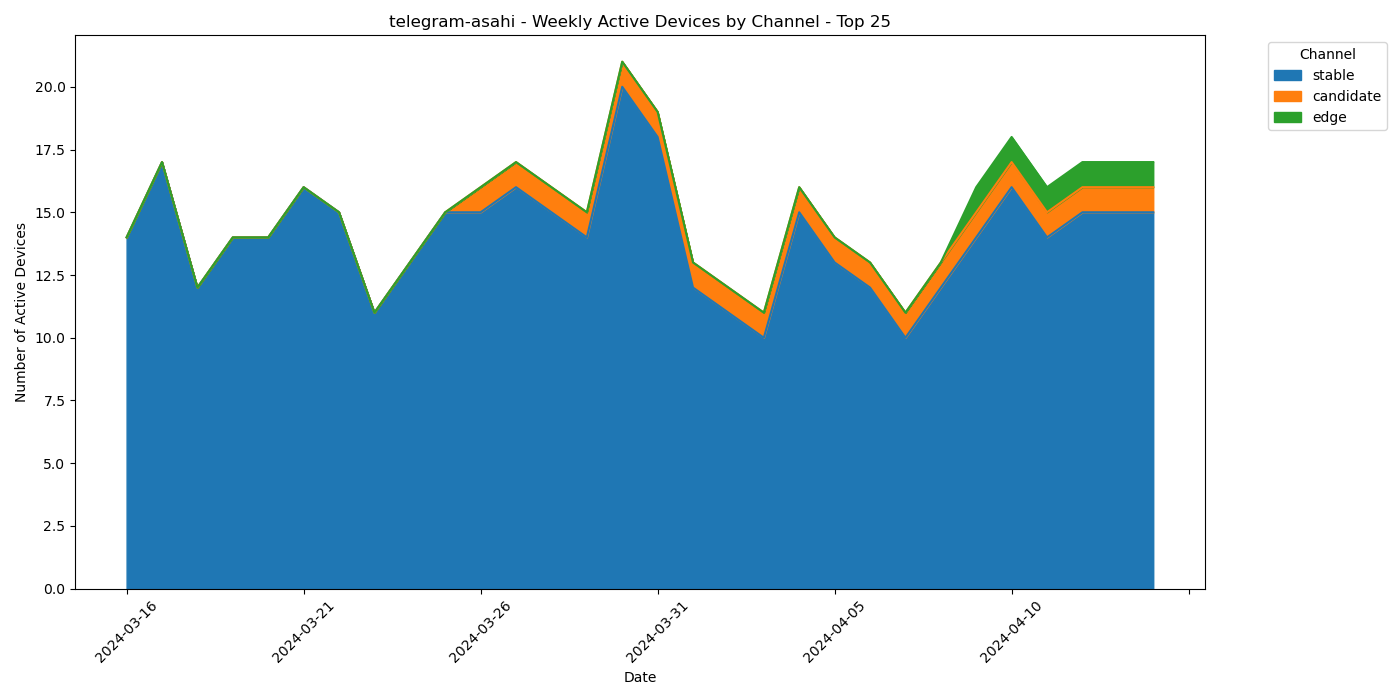 telegram-asahi - Weekly Active Devices by Channel - Top 25
Channel
stable
candidate
edge
Number of Active Devices
20.0
17.5
15.0
12.5
10.0
7.5
5.0
2.5
0.0
2024-03-16
2024-03-21
2024-03-26
2024-03-31
2024-04-05
2024-04-10
Date